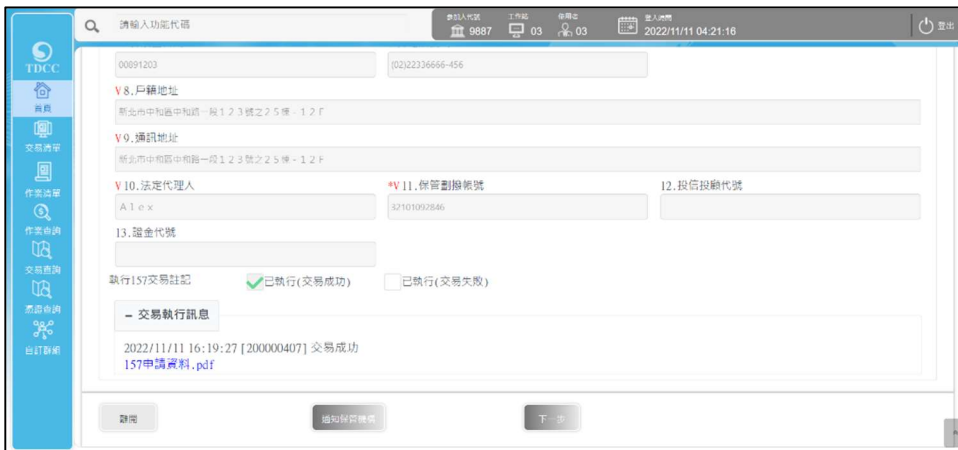 請輸入功能代碼
參加人代號 工作站 使用者 登入時間
9887 03 03 2022/11/11 04:21:16 登出
TDCC
首頁
交易清單
作業清單
作業查詢
交易查詢
憑證查詢
自訂群組
00891203 (02)22336666-456
V8.戶籍地址
新北市中和區中和路一段123號之25樓-12F
V9.通訊地址
新北市中和區中和路一段123號之25樓-12F
V10.法定代理人 *V11.保管劃撥帳號 12.投信投顧代號
Alex 32101092846
13.證金代號
執行157交易註記 已執行(交易成功) 已執行(交易失敗)
– 交易執行訊息
2022/11/11 16:19:27 [200000407] 交易成功
157申請資料.pdf
離開 通知保管機構 下一步